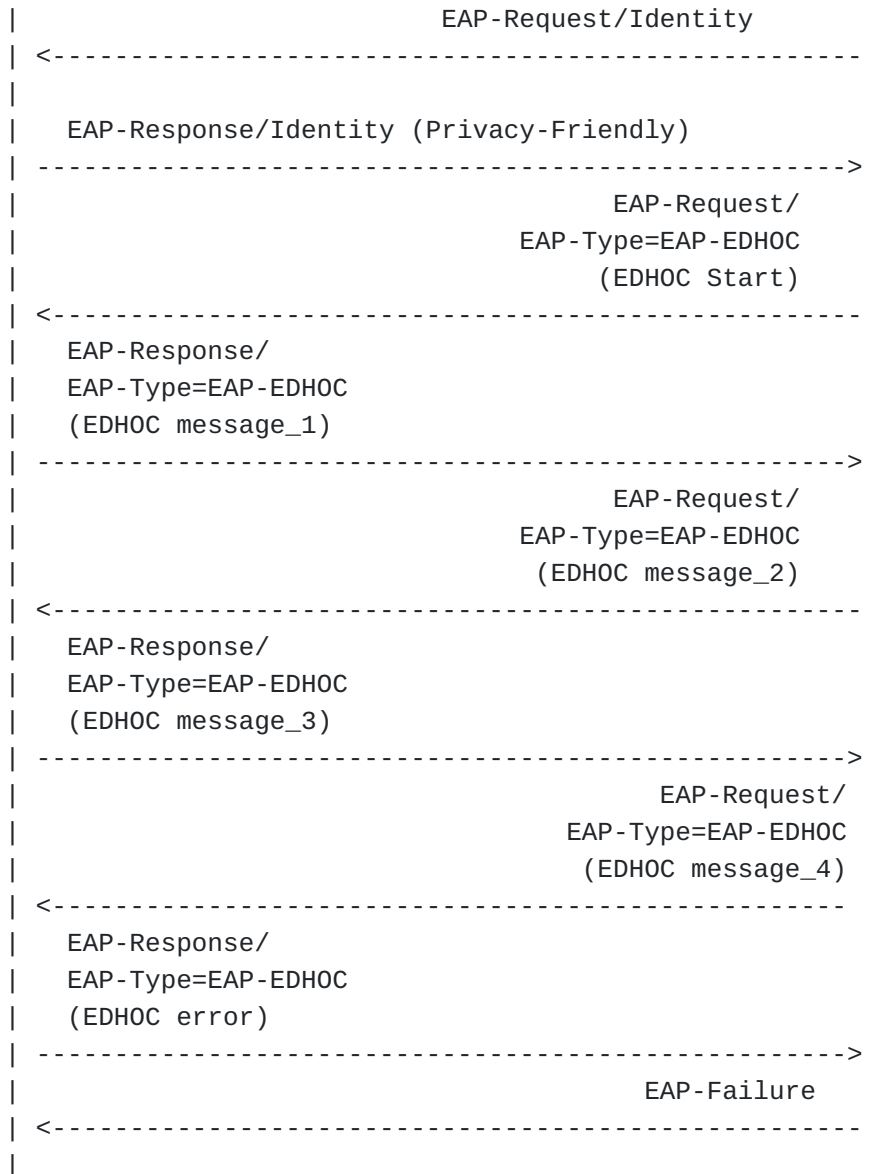 |                           EAP-Request/Identity
| <----------------------------------------------------
|
|   EAP-Response/Identity (Privacy-Friendly)
| ---------------------------------------------------->
|                                      EAP-Request/
|                                EAP-Type=EAP-EDHOC
|                                     (EDHOC Start)
| <----------------------------------------------------
|   EAP-Response/
|   EAP-Type=EAP-EDHOC
|   (EDHOC message_1)
| ---------------------------------------------------->
|                                      EAP-Request/
|                                EAP-Type=EAP-EDHOC
|                                 (EDHOC message_2)
| <----------------------------------------------------
|   EAP-Response/
|   EAP-Type=EAP-EDHOC
|   (EDHOC message_3)
| ---------------------------------------------------->
|                                         EAP-Request/
|                                   EAP-Type=EAP-EDHOC
|                                    (EDHOC message_4)
| <---------------------------------------------------
|   EAP-Response/
|   EAP-Type=EAP-EDHOC
|   (EDHOC error)
| ---------------------------------------------------->
|                                        EAP-Failure
| <----------------------------------------------------
|